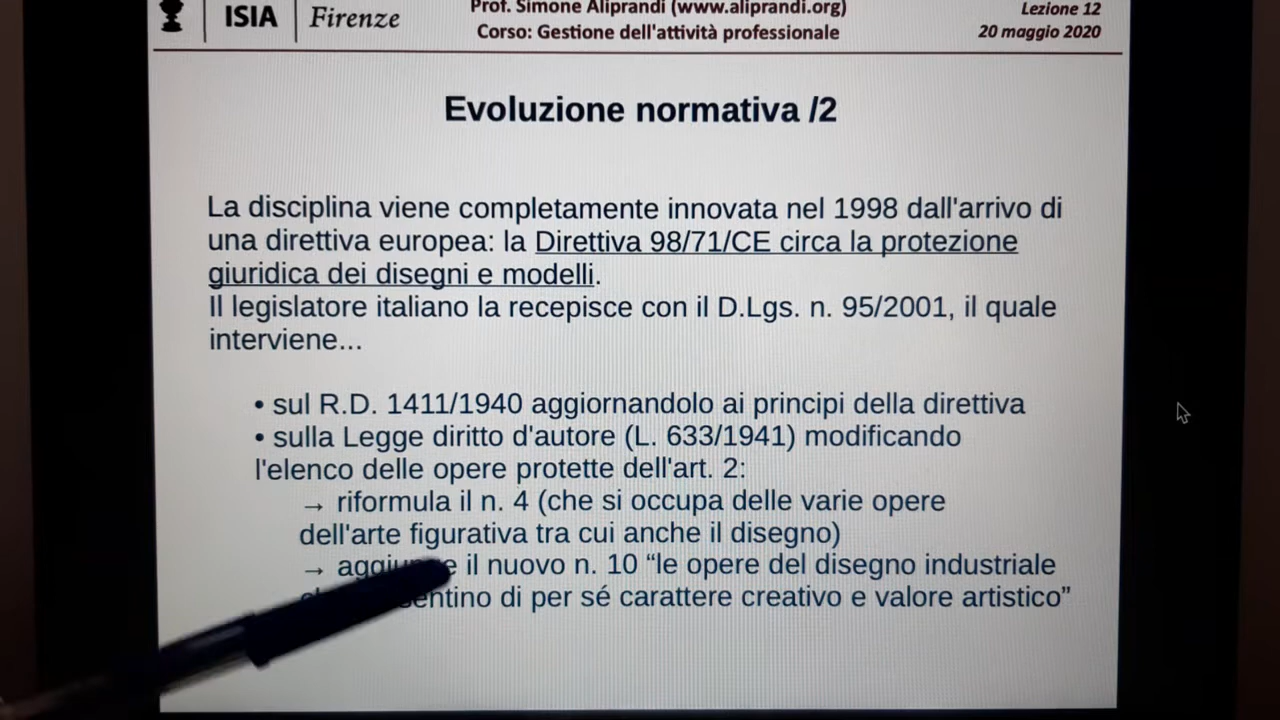 ISIA Firenze
Prof. Simone Aliprandi (www.aliprandi.org)
Corso: Gestione dell'attività professionale
Lezione 12
20 maggio 2020
Evoluzione normativa /2
La disciplina viene completamente innovata nel 1998 dall'arrivo di
una direttiva europea: la Direttiva 98/71/CE circa la protezione
giuridica dei disegni e modelli.
Il legislatore italiano la recepisce con il D.Lgs. n. 95/2001, il quale
interviene...
• sul R.D. 1411/1940 aggiornandolo ai principi della direttiva
• sulla Legge diritto d'autore (L. 633/1941) modificando
l'elenco delle opere protette dell'art. 2:
→ riformula il n. 4 (che si occupa delle varie opere
dell'arte figurativa tra cui anche il disegno)
→ aggiunge il nuovo n. 10 “le opere del disegno industriale
di per sé carattere creativo e valore artistico”